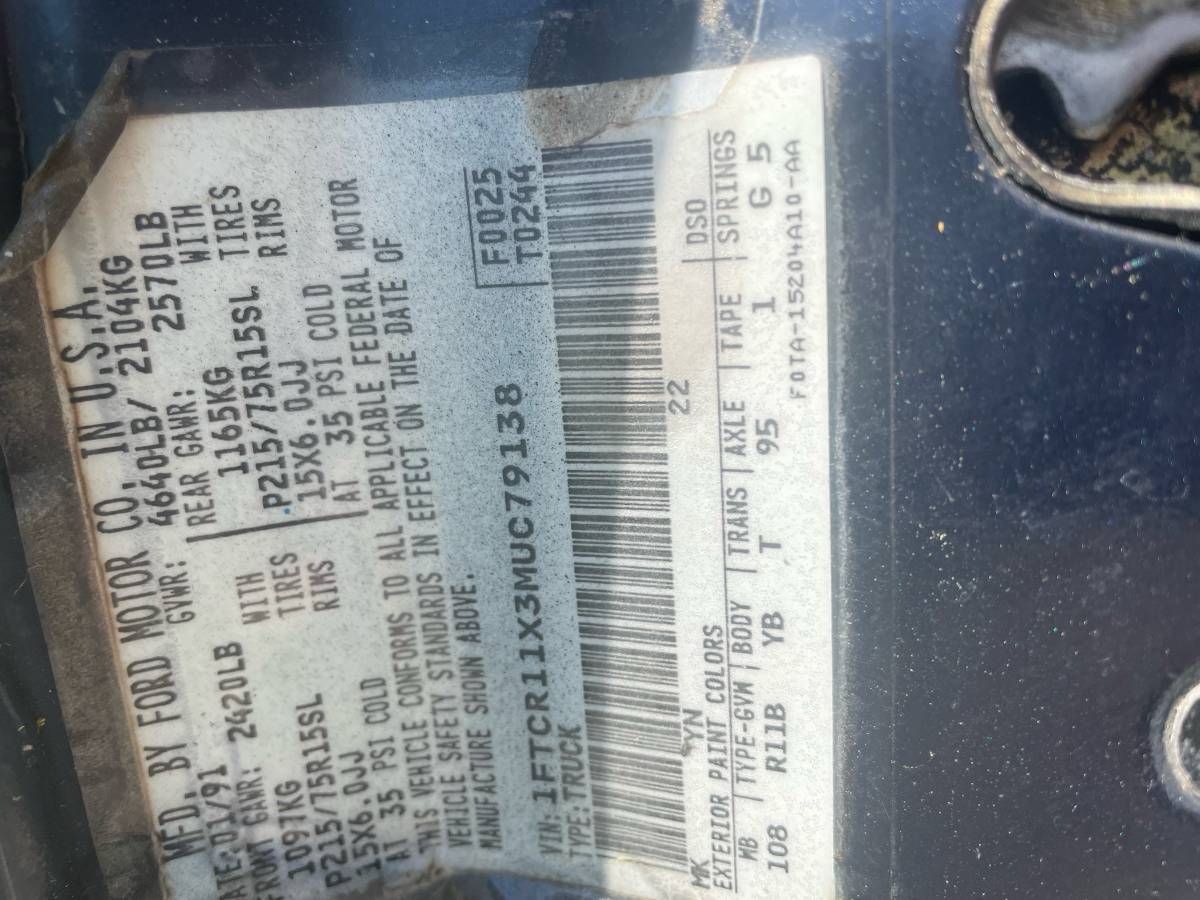 MFD. BY FORD MOTOR CO. IN U.S.A.
ATE: 01/91 GVWR: 4640LB/ 2104KG
FRONT GAWR: 2420LB REAR GAWR: 2570LB
1097KG WITH 1165KG WITH
P215/75R15SL TIRES P215/75R15SL TIRES
15X6.0JJ RIMS 15X6.0JJ RIMS
AT 35 PSI COLD AT 35 PSI COLD
THIS VEHICLE CONFORMS TO ALL APPLICABLE FEDERAL MOTOR
VEHICLE SAFETY STANDARDS IN EFFECT ON THE DATE OF
MANUFACTURE SHOWN ABOVE.
F0025
VIN: 1FTCR11X3MUC79138 T0244
TYPE: TRUCK
22
MK YN
EXTERIOR PAINT COLORS DSO
WB TYPE-GVW BODY TRANS AXLE TAPE SPRINGS
108 R11B YB T 95 1 G 5
F0TA-15204A10-AA